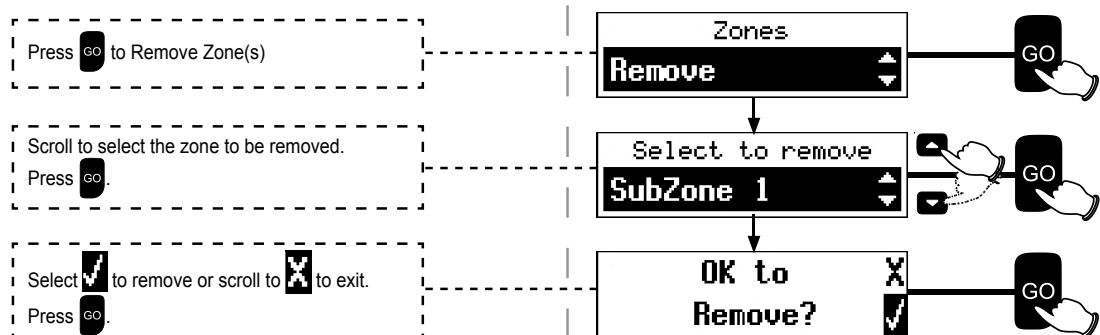 Press GO to Remove Zone(s)
Zones
Remove
GO
Scroll to select the zone to be removed.
Press GO.
Select to remove
SubZone 1
GO
Select ✓ to remove or scroll to X to exit.
Press GO.
OK to X
Remove? ✓
GO